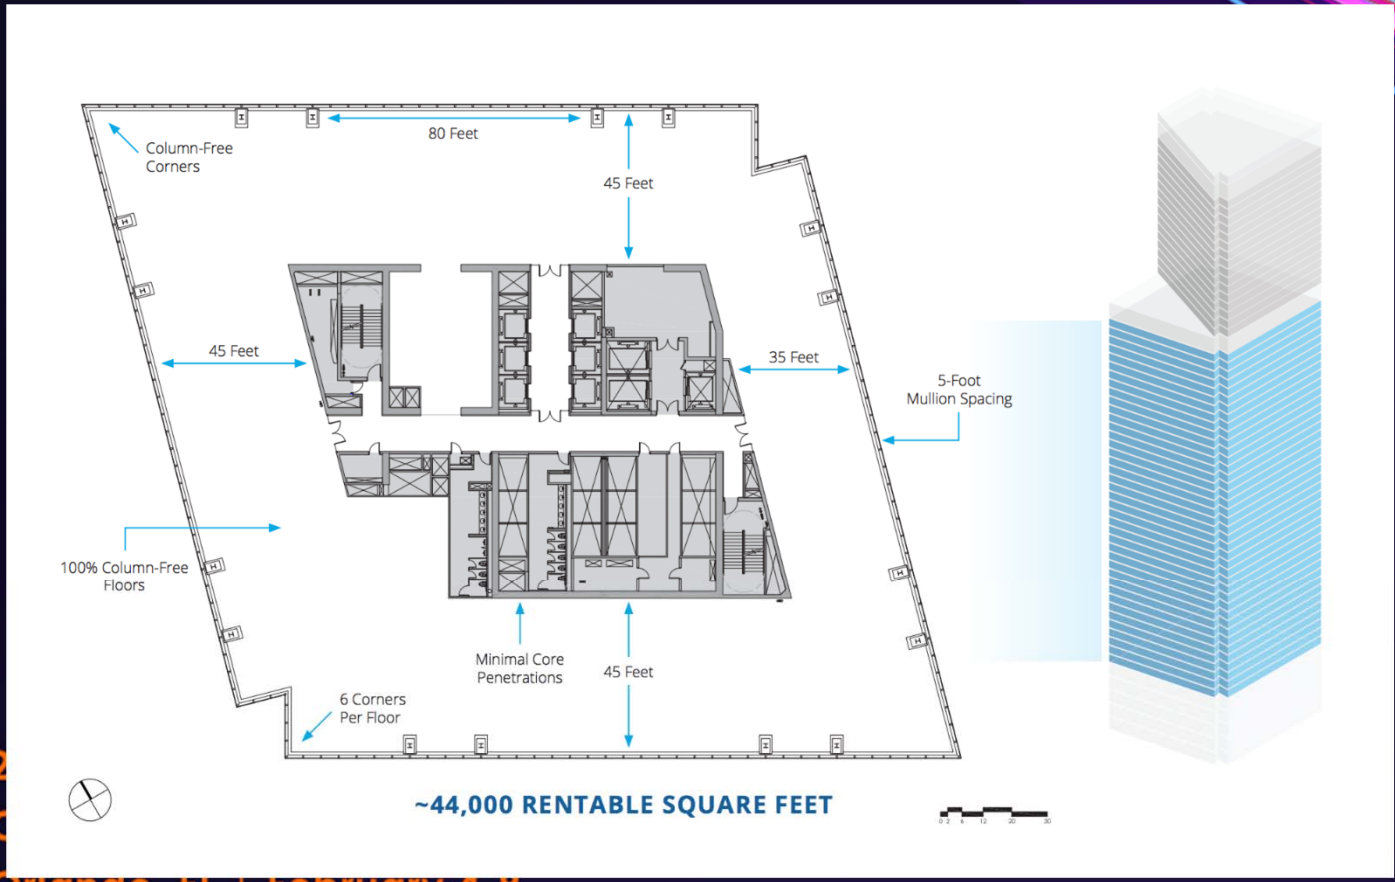 Column-Free
Corners
80 Feet
45 Feet
45 Feet
35 Feet
5-Foot
Mullion Spacing
100% Column-Free
Floors
Minimal Core
Penetrations
45 Feet
6 Corners
Per Floor
~44,000 RENTABLE SQUARE FEET